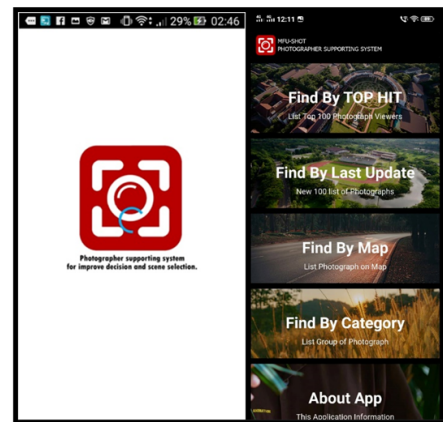 29% 02:46
Photographer supporting system
for improve decision and scene selection.
12:11
MFU-SHOT
PHOTOGRAPHER SUPPORTING SYSTEM
Find By TOP HIT
List Top 100 Photograph Viewers
Find By Last Update
New 100 list of Photographs
Find By Map
List Photograph on Map
Find By Category
List Group of Photograph
About App
This Application Information